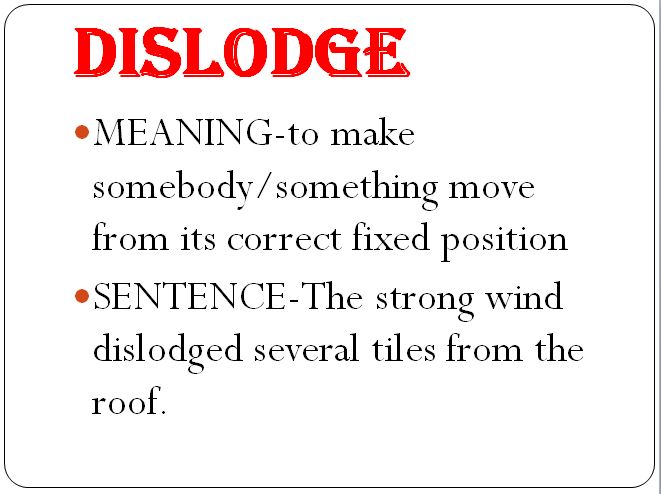 DISLODGE
•MEANING-to make
somebody/something move
from its correct fixed position
•SENTENCE-The strong wind
dislodged several tiles from the
roof.